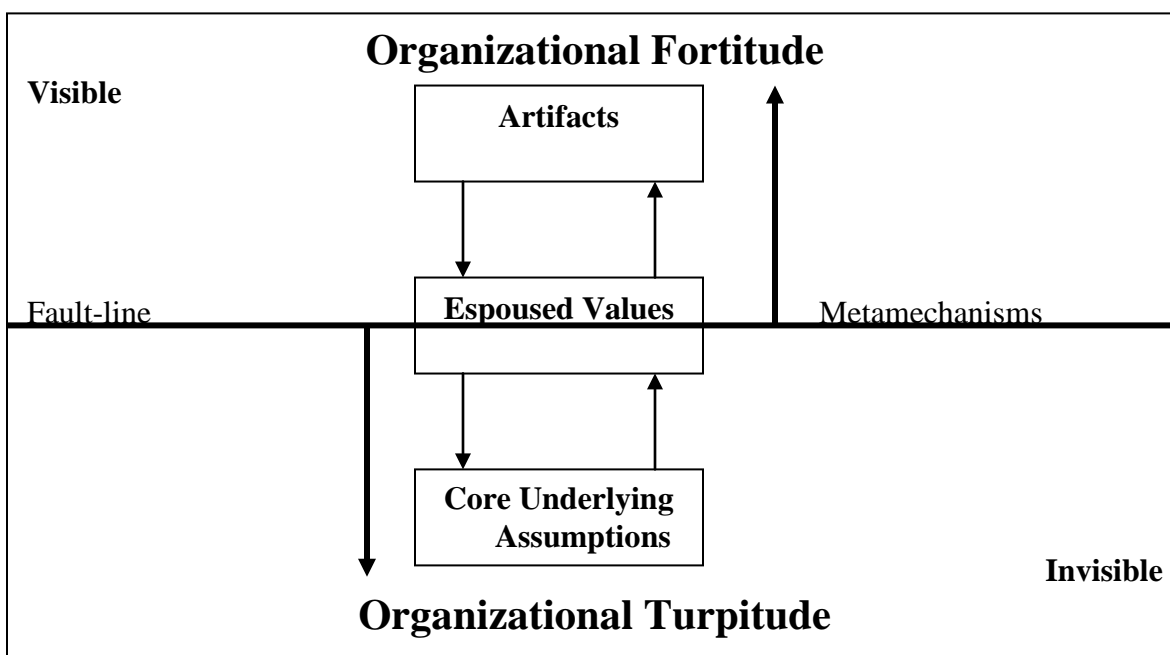 Organizational Fortitude
Visible
Artifacts
Espoused Values
Fault-line
Metamechanisms
Core Underlying
Assumptions
Invisible
Organizational Turpitude